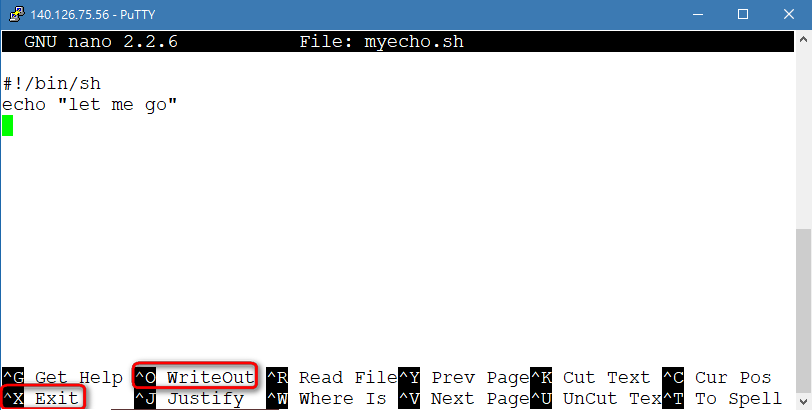 140.126.75.56 - PuTTY
GNU nano 2.2.6 File: myecho.sh
#!/bin/sh
echo "let me go"
^G Get Help ^O WriteOut ^R Read File^Y Prev Page^K Cut Text ^C Cur Pos
^X Exit ^J Justify ^W Where Is ^V Next Page^U UnCut Tex^T To Spell